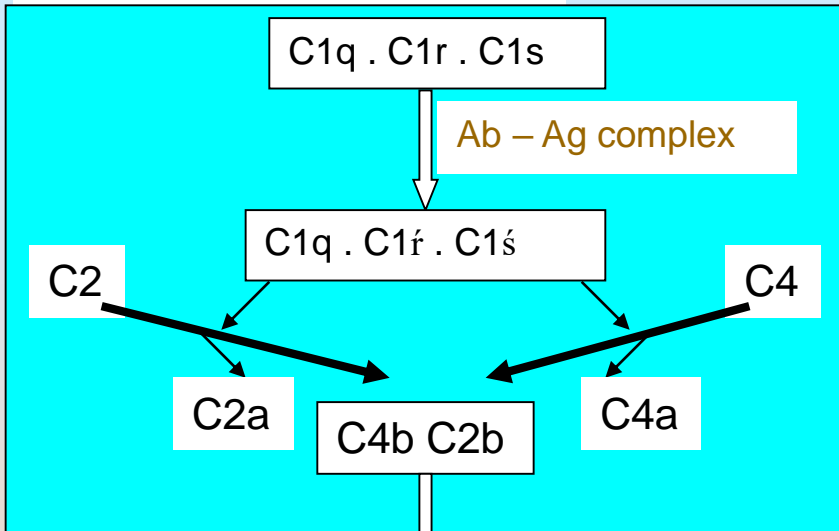 C1q . C1r . C1s
Ab – Ag complex
C1q . C1ŕ . C1ś
C2
C4
C2a
C4a
C4b C2b